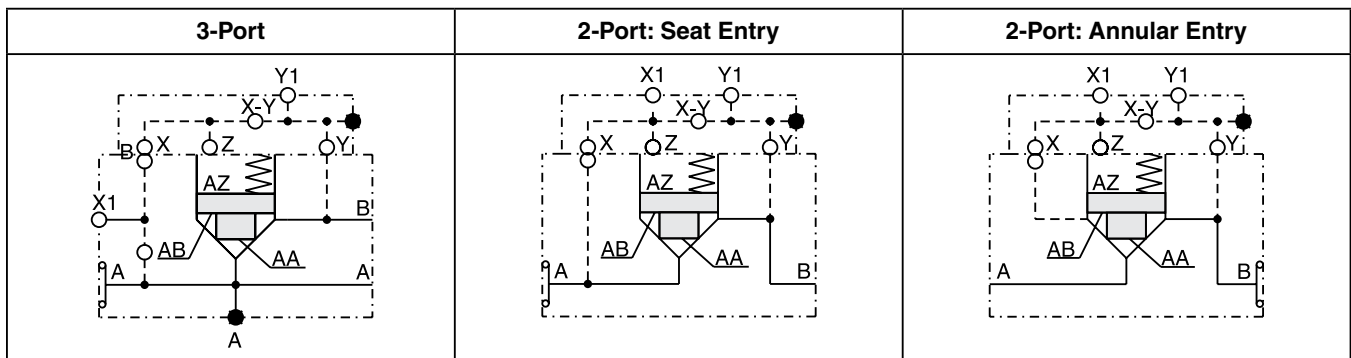 3-Port
2-Port: Seat Entry
2-Port: Annular Entry
Y1
X-Y
X
Z
Y
B
AZ
X1
B
AB
AA
A
A
A
X1
Y1
X-Y
X
Z
Y
AZ
AB
AA
A
B
X1
Y1
X-Y
X
Z
Y
AZ
AB
AA
A
B